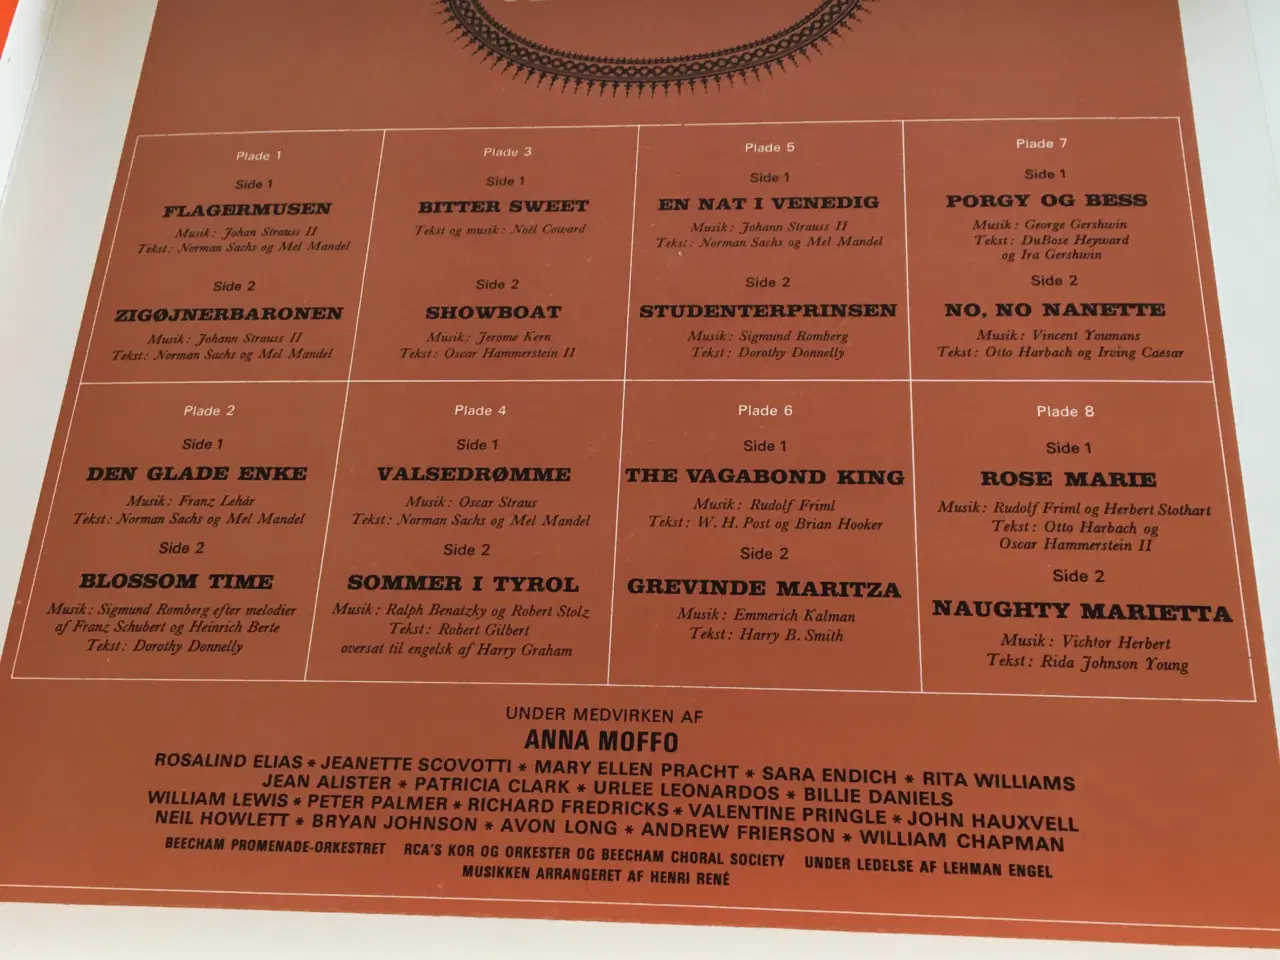 Plade 1
Side 1
FLAGERMUSEN
Musik: Johan Strauss II
Tekst: Norman Sachs og Mel Mandel
Side 2
ZIGØJNERBARONEN
Musik: Johann Strauss II
Tekst: Norman Sachs og Mel Mandel
Plade 3
Side 1
BITTER SWEET
Tekst og musik: Noël Coward
Side 2
SHOWBOAT
Musik: Jerome Kern
Tekst: Oscar Hammerstein II
Plade 5
Side 1
EN NAT I VENEDIG
Musik: Johann Strauss II
Tekst: Norman Sachs og Mel Mandel
Side 2
STUDENTERPRINSEN
Musik: Sigmund Romberg
Tekst: Dorothy Donnelly
Plade 7
Side 1
PORGY OG BESS
Musik: George Gershwin
Tekst: DuBose Heyward
og Ira Gershwin
Side 2
NO, NO NANETTE
Musik: Vincent Youmans
Tekst: Otto Harbach og Irving Caesar
Plade 2
Side 1
DEN GLADE ENKE
Musik: Franz Lehár
Tekst: Norman Sachs og Mel Mandel
Side 2
BLOSSOM TIME
Musik: Sigmund Romberg efter melodier
af Franz Schubert og Heinrich Berte
Tekst: Dorothy Donnelly
Plade 4
Side 1
VALSEDRØMME
Musik: Oscar Straus
Tekst: Norman Sachs og Mel Mandel
Side 2
SOMMER I TYROL
Musik: Ralph Benatzky og Robert Stolz
Tekst: Robert Gilbert
oversat til engelsk af Harry Graham
Plade 6
Side 1
THE VAGABOND KING
Musik: Rudolf Friml
Tekst: W. H. Post og Brian Hooker
Side 2
GREVINDE MARITZA
Musik: Emmerich Kalman
Tekst: Harry B. Smith
Plade 8
Side 1
ROSE MARIE
Musik: Rudolf Friml og Herbert Stothart
Tekst: Otto Harbach og
Oscar Hammerstein II
Side 2
NAUGHTY MARIETTA
Musik: Vichtor Herbert
Tekst: Rida Johnson Young
UNDER MEDVIRKEN AF
ANNA MOFFO
ROSALIND ELIAS * JEANETTE SCOVOTTI * MARY ELLEN PRACHT * SARA ENDICH * RITA WILLIAMS
JEAN ALISTER * PATRICIA CLARK * URLEE LEONARDOS * BILLIE DANIELS
WILLIAM LEWIS * PETER PALMER * RICHARD FREDRICKS * VALENTINE PRINGLE * JOHN HAUXVELL
NEIL HOWLETT * BRYAN JOHNSON * AVON LONG * ANDREW FRIERSON * WILLIAM CHAPMAN
BEECHAM PROMENADE-ORKESTRET RCA'S KOR OG ORKESTER OG BEECHAM CHORAL SOCIETY UNDER LEDELSE AF LEHMAN ENGEL
MUSIKKEN ARRANGERET AF HENRI RENÉ